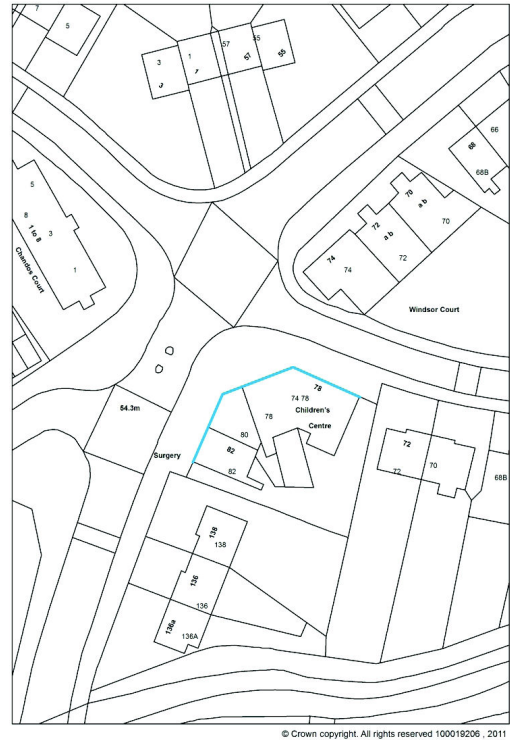 7
5
57
55
3
1
3
1
57
55
66
68
68B
5
8
1 to 8
3
1
Chandos Court
70
a b
72
a b
70
74
72
74
Windsor Court
78
74 78
54.3m
78
Children's
Centre
80
82
82
Surgery
72
72
70
68B
138
138
136
136
136a
136A
© Crown copyright. All rights reserved 100019206 , 2011